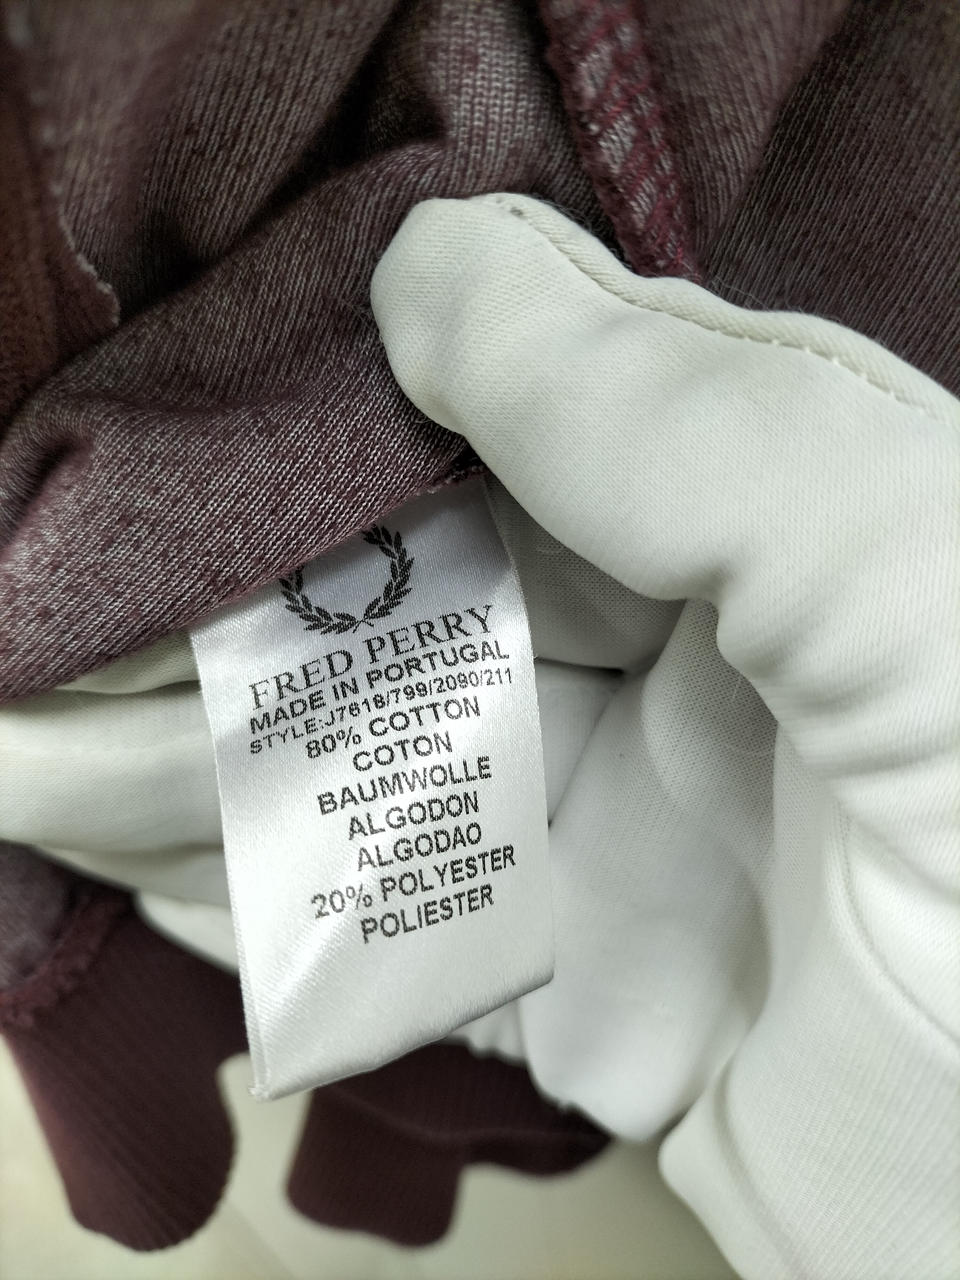 FRED PERRY
MADE IN PORTUGAL
STYLE:J7618/799/2090/211
80% COTTON
COTON
BAUMWOLLE
ALGODON
ALGODAO
20% POLYESTER
POLIESTER